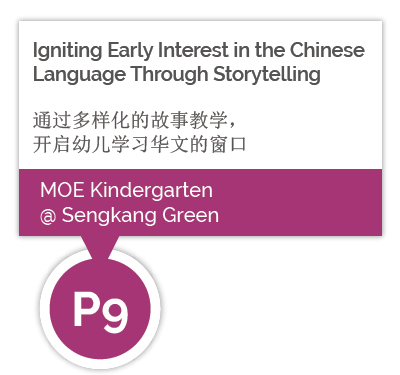 Igniting Early Interest in the Chinese
Language Through Storytelling
通过多样化的故事教学，
开启幼儿学习华文的窗口
MOE Kindergarten
@ Sengkang Green
P9